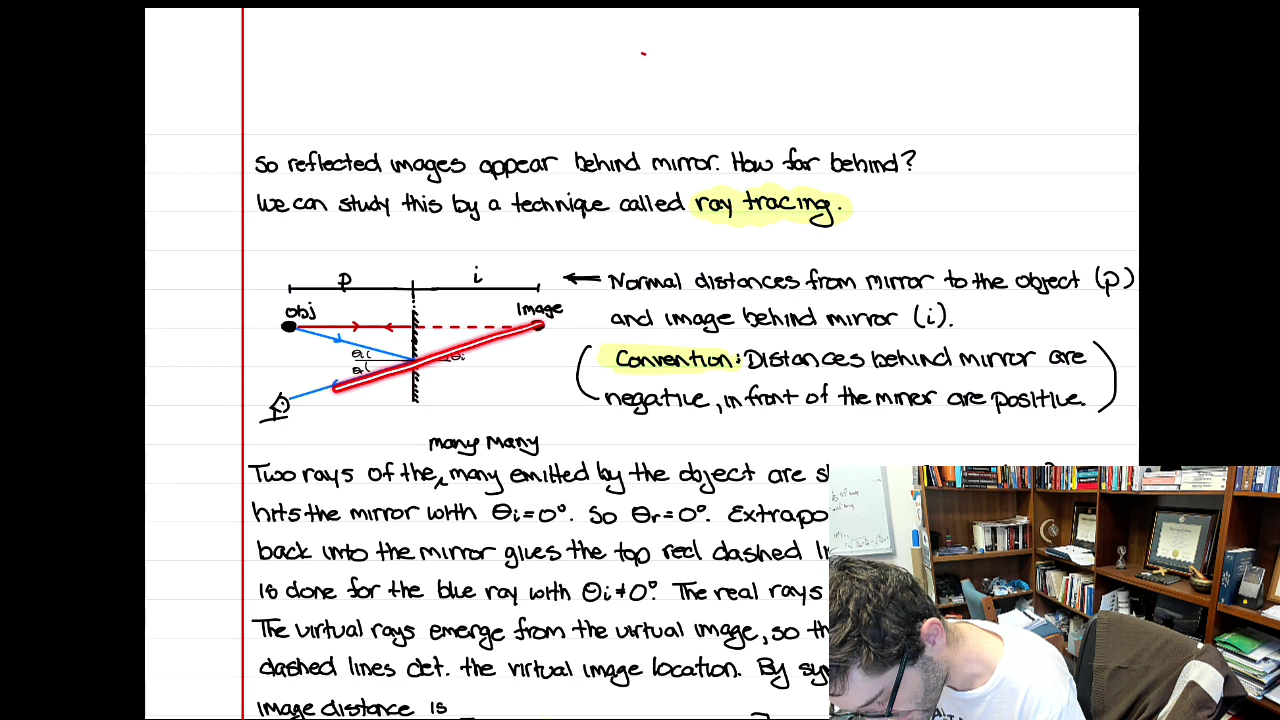 So reflected images appear behind mirror. How far behind?
We can study this by a technique called ray tracing.
p
i
Obj
Image
← Normal distances from mirror to the object (p)
and image behind mirror (i).
(Convention: Distances behind mirror are
negative, in front of the mirror are positive.)
θi
θr
θi
many many
Two rays of the many emitted by the object are
hits the mirror with θi=0°. So θr=0°.
back into the mirror gives the top red dashed
is done for the blue ray with θi≠0°. The real rays
The virtual rays emerge from the virtual image, so
dashed lines det. the virtual image location. By
image distance is